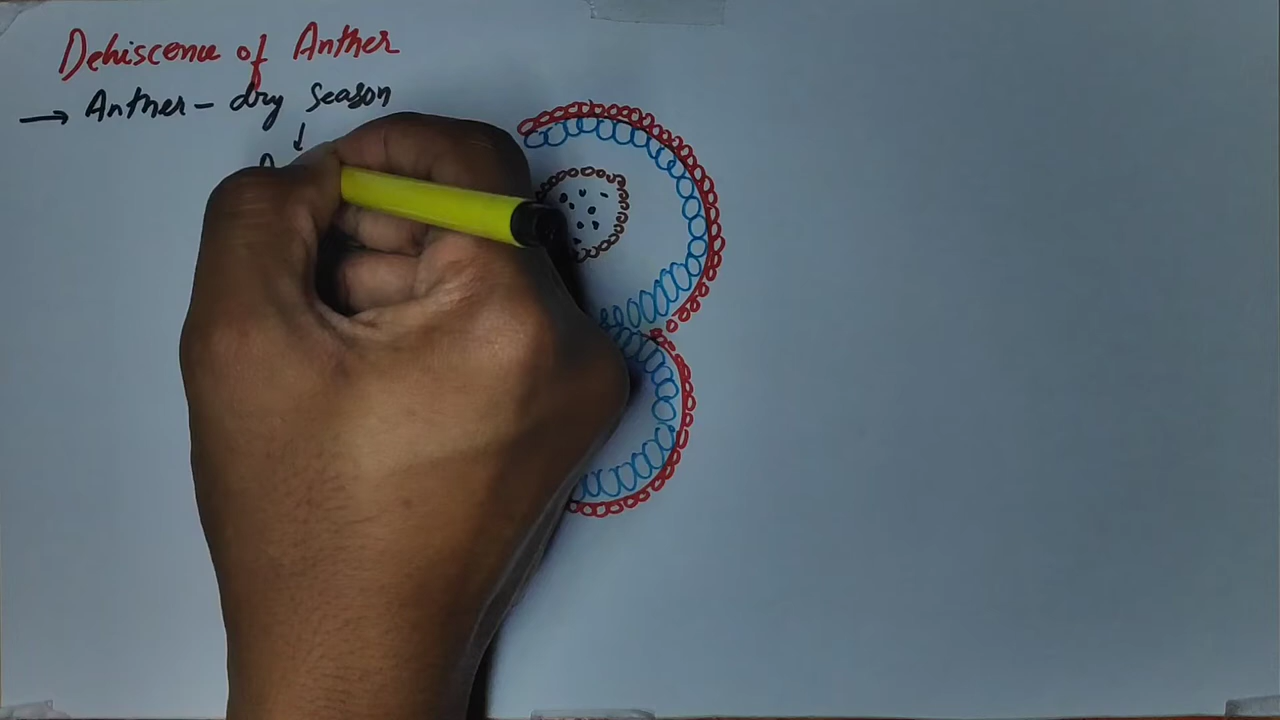 Dehiscence of Anther
→ Anther - dry season
↓